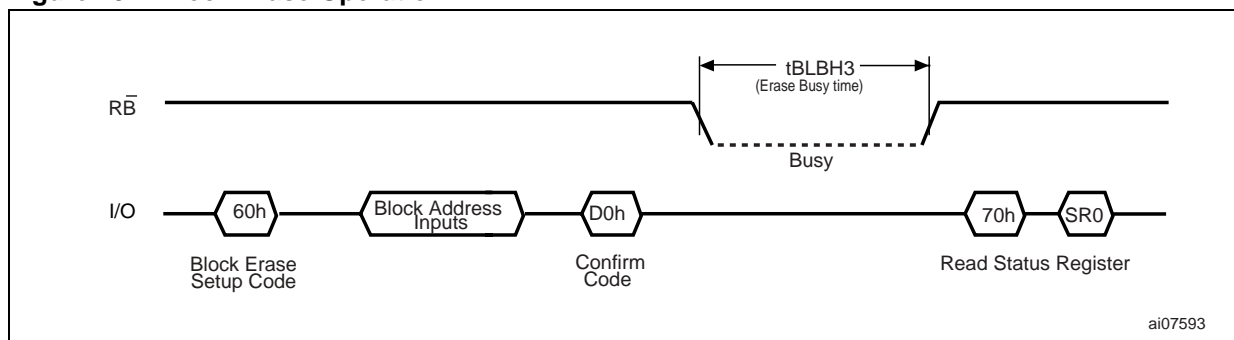 tBLBH3
(Erase Busy time)
RB̅
Busy
I/O
60h
Block Address
Inputs
D0h
70h
SR0
Block Erase
Setup Code
Confirm
Code
Read Status Register
ai07593